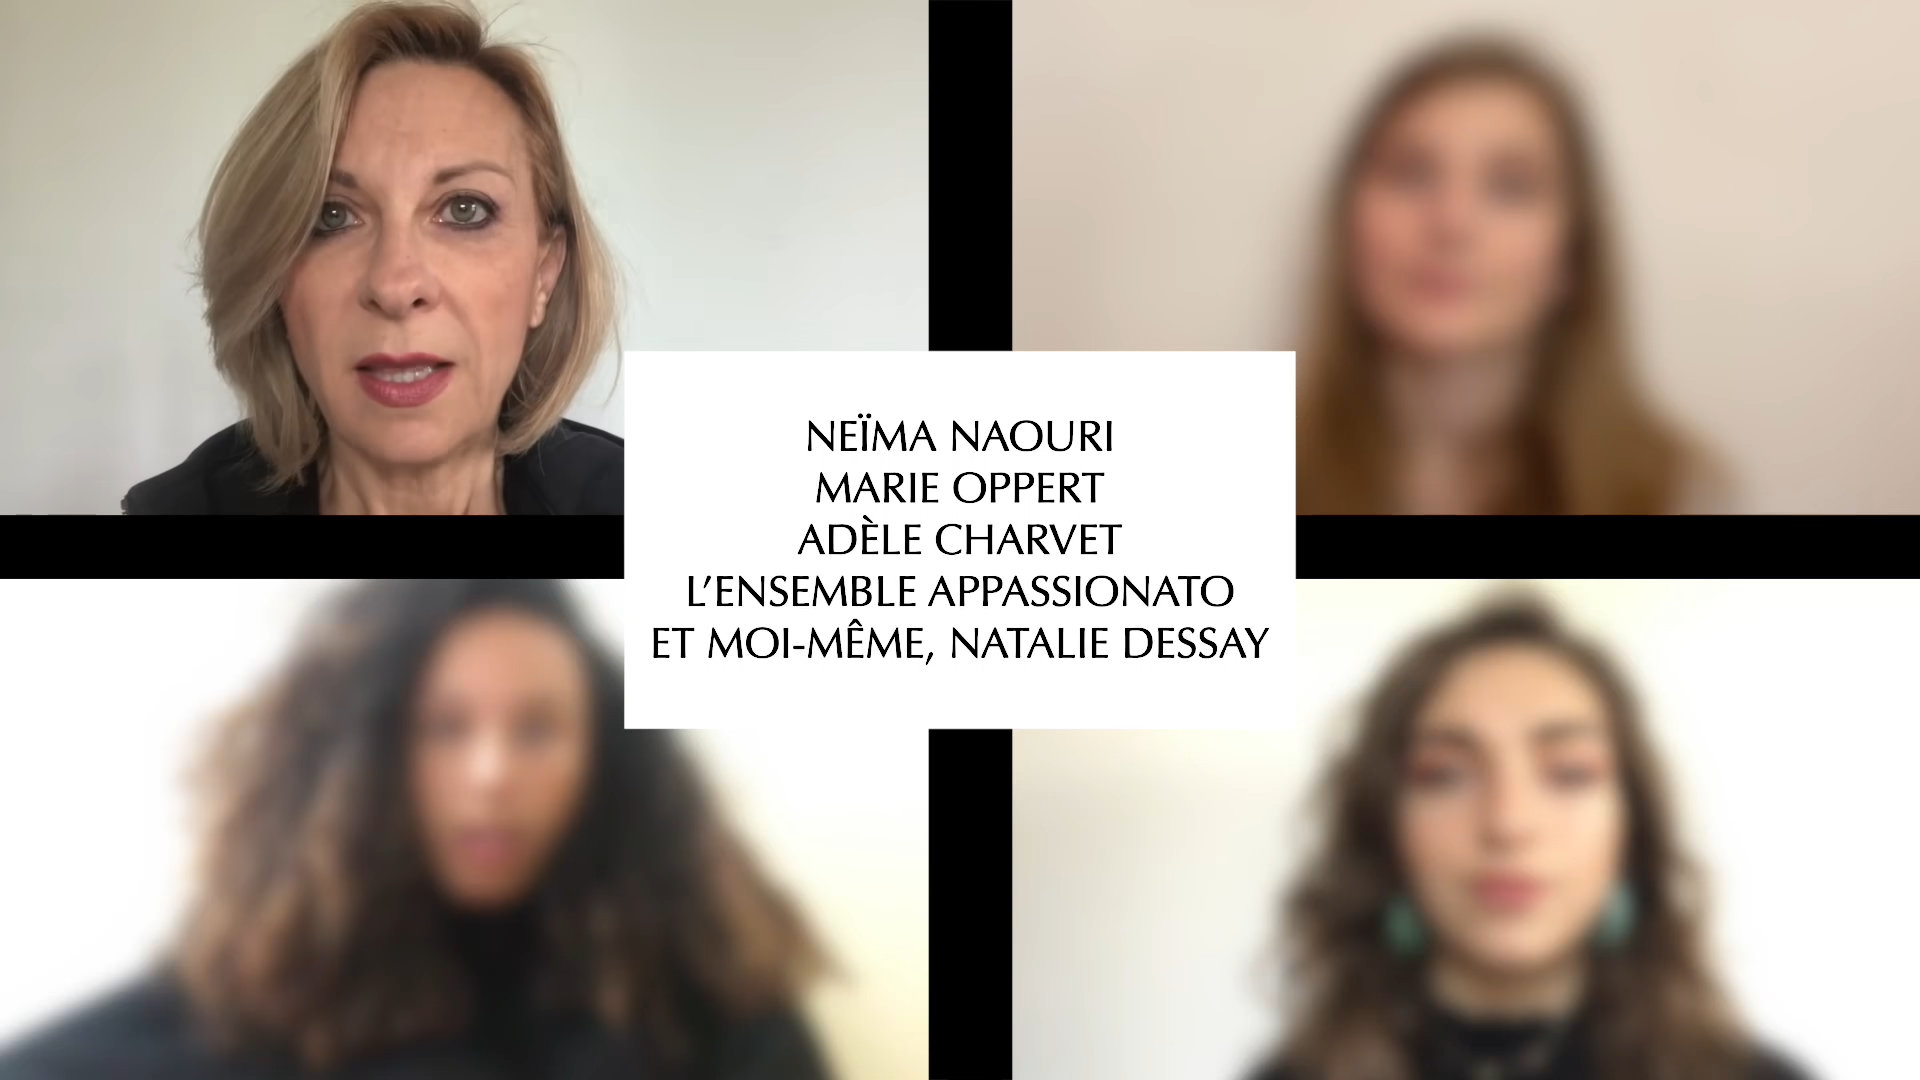 NEÏMA NAOURI
MARIE OPPERT
ADÈLE CHARVET
L’ENSEMBLE APPASSIONATO
ET MOI-MÊME, NATALIE DESSAY